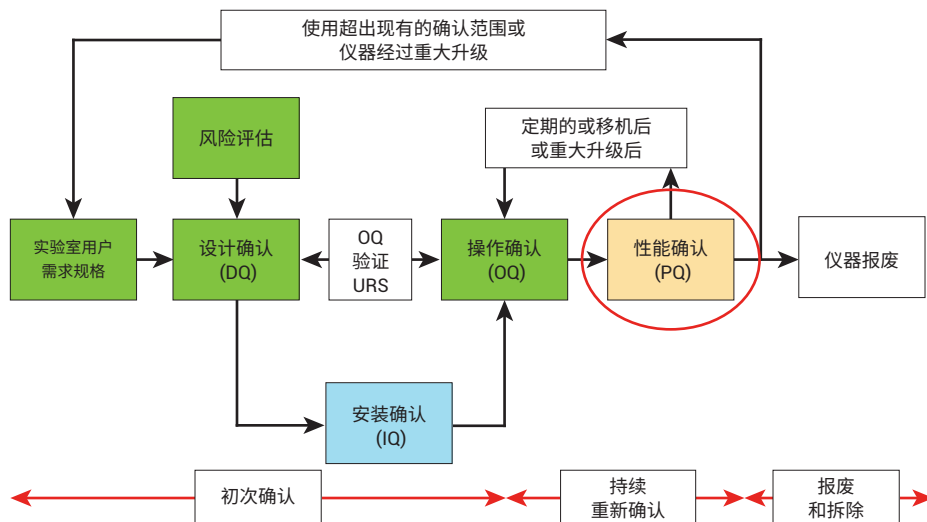 使用超出现有的确认范围或
仪器经过重大升级
风险评估
定期的或移机后
或重大升级后
实验室用户
需求规格
设计确认
(DQ)
OQ
验证
URS
操作确认
(OQ)
性能确认
(PQ)
仪器报废
安装确认
(IQ)
初次确认
持续
重新确认
报废
和拆除